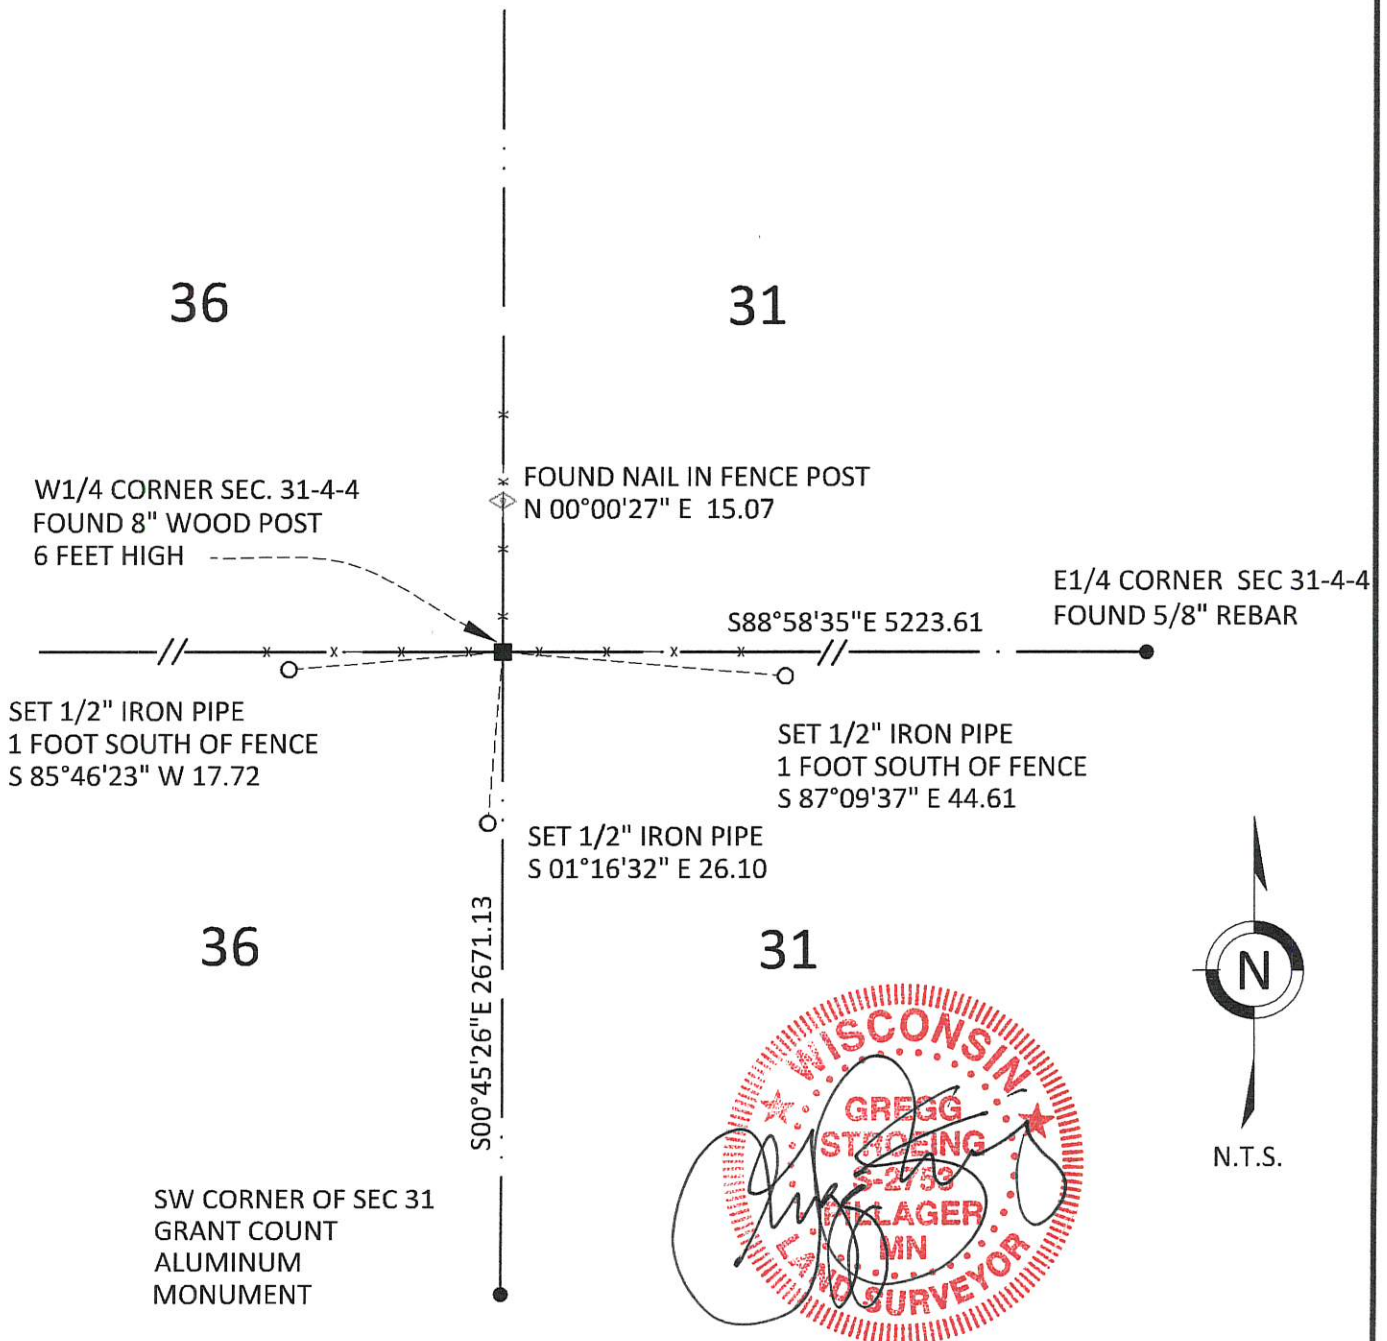 36
31
W1/4 CORNER SEC. 31-4-4
FOUND 8" WOOD POST
6 FEET HIGH
FOUND NAIL IN FENCE POST
N 00°00'27" E 15.07
E1/4 CORNER SEC 31-4-4
FOUND 5/8" REBAR
S88°58'35"E 5223.61
SET 1/2" IRON PIPE
1 FOOT SOUTH OF FENCE
S 85°46'23" W 17.72
SET 1/2" IRON PIPE
1 FOOT SOUTH OF FENCE
S 87°09'37" E 44.61
SET 1/2" IRON PIPE
S 01°16'32" E 26.10
S00°45'26"E 2671.13
36
31
N
N.T.S.
SW CORNER OF SEC 31
GRANT COUNT
ALUMINUM
MONUMENT
WISCONSIN
GREGG
STROEING
S-2753
PILLAGER
MN
LAND SURVEYOR